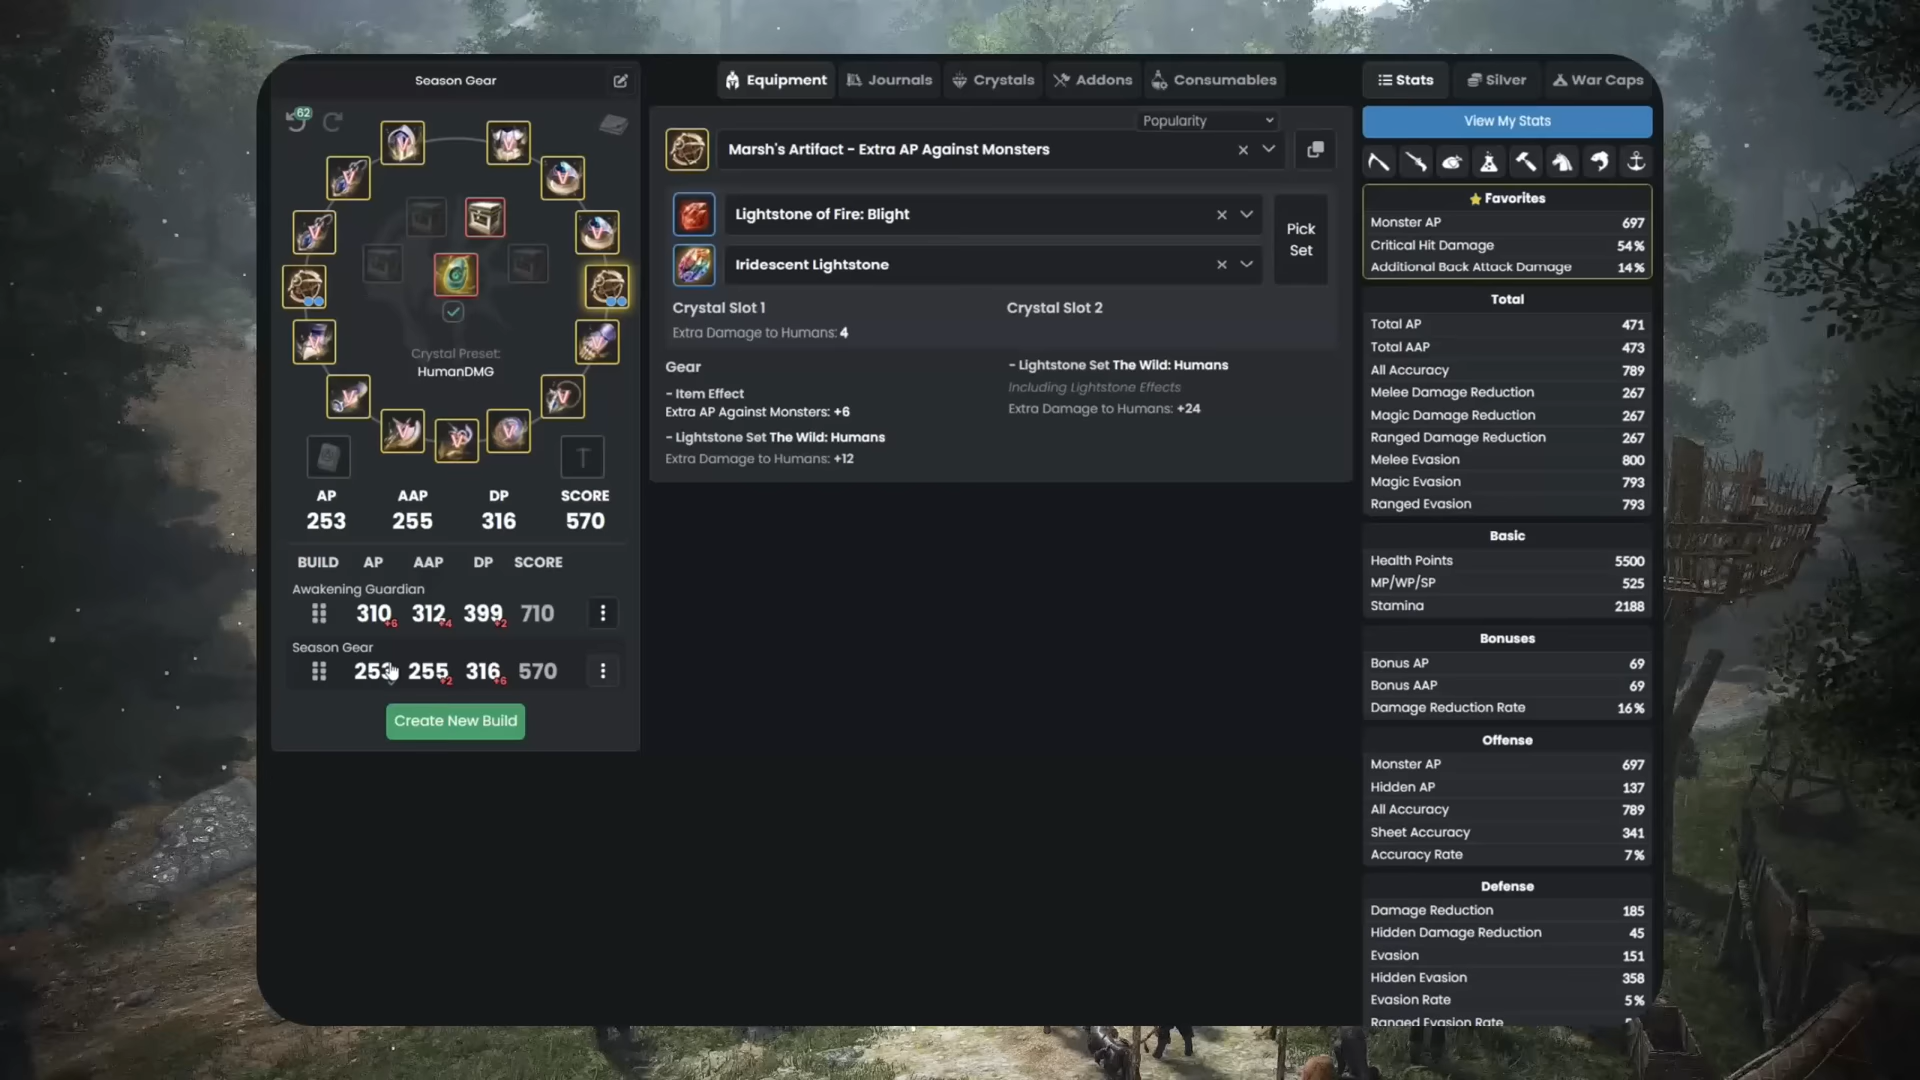 Season Gear
62
AP AAP DP SCORE
253 255 316 570
Crystal Preset:
HumanDMG
BUILD AP AAP DP SCORE
Awakening Guardian
310 +6 312 +4 399 +2 710
Season Gear
253 255 +2 316 +6 570
Create New Build
Equipment Journals Crystals Addons Consumables
Popularity
Marsh's Artifact - Extra AP Against Monsters
Lightstone of Fire: Blight
Iridescent Lightstone
Pick
Set
Crystal Slot 1
Extra Damage to Humans: 4
Crystal Slot 2
Gear
- Item Effect
Extra AP Against Monsters: +6
- Lightstone Set The Wild: Humans
Extra Damage to Humans: +12
- Lightstone Set The Wild: Humans
Including Lightstone Effects
Extra Damage to Humans: +24
Stats Silver War Caps
View My Stats
Favorites
Monster AP 697
Critical Hit Damage 54%
Additional Back Attack Damage 14%
Total
Total AP 471
Total AAP 473
All Accuracy 789
Melee Damage Reduction 267
Magic Damage Reduction 267
Ranged Damage Reduction 267
Melee Evasion 800
Magic Evasion 793
Ranged Evasion 793
Basic
Health Points 5500
MP/WP/SP 525
Stamina 2188
Bonuses
Bonus AP 69
Bonus AAP 69
Damage Reduction Rate 16%
Offense
Monster AP 697
Hidden AP 137
All Accuracy 789
Sheet Accuracy 341
Accuracy Rate 7%
Defense
Damage Reduction 185
Hidden Damage Reduction 45
Evasion 151
Hidden Evasion 358
Evasion Rate 5%
Ranged Evasion Rate